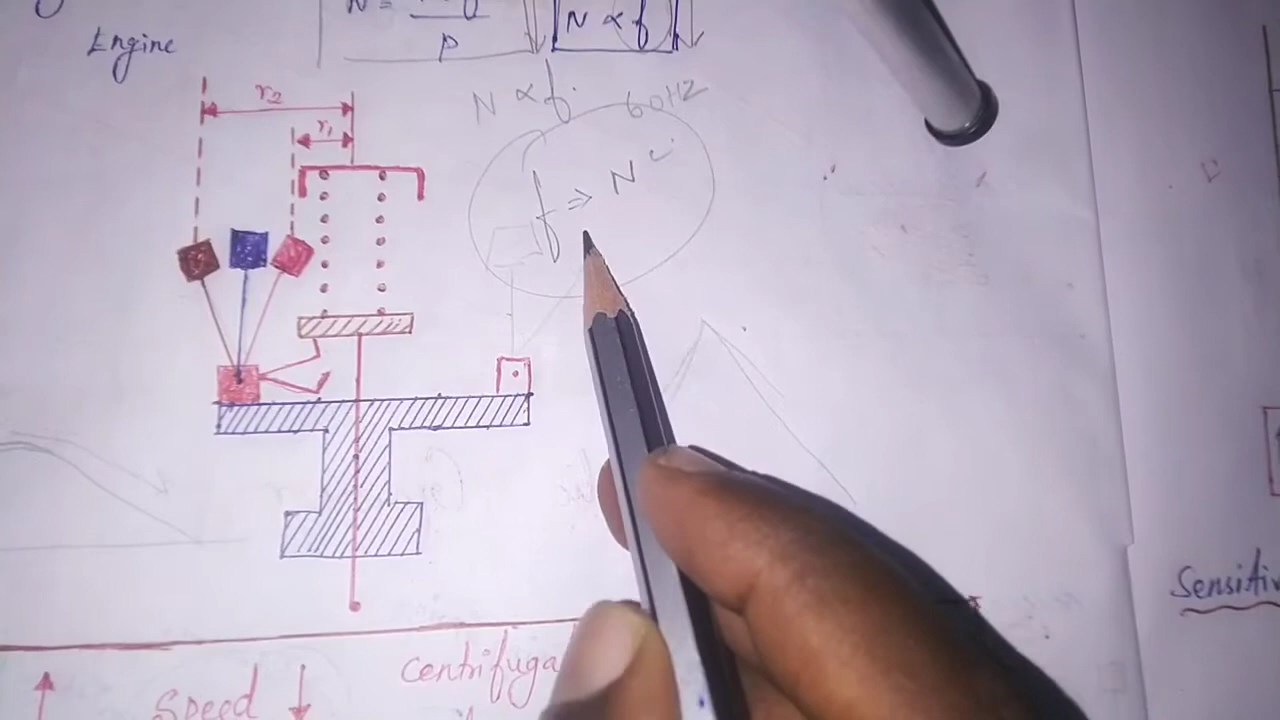 Engine
N =
P
N ∝ f
N ∝ f.
60HZ
f ⇒ N
r2
r1
Sensitiv
Speed
centrifuga